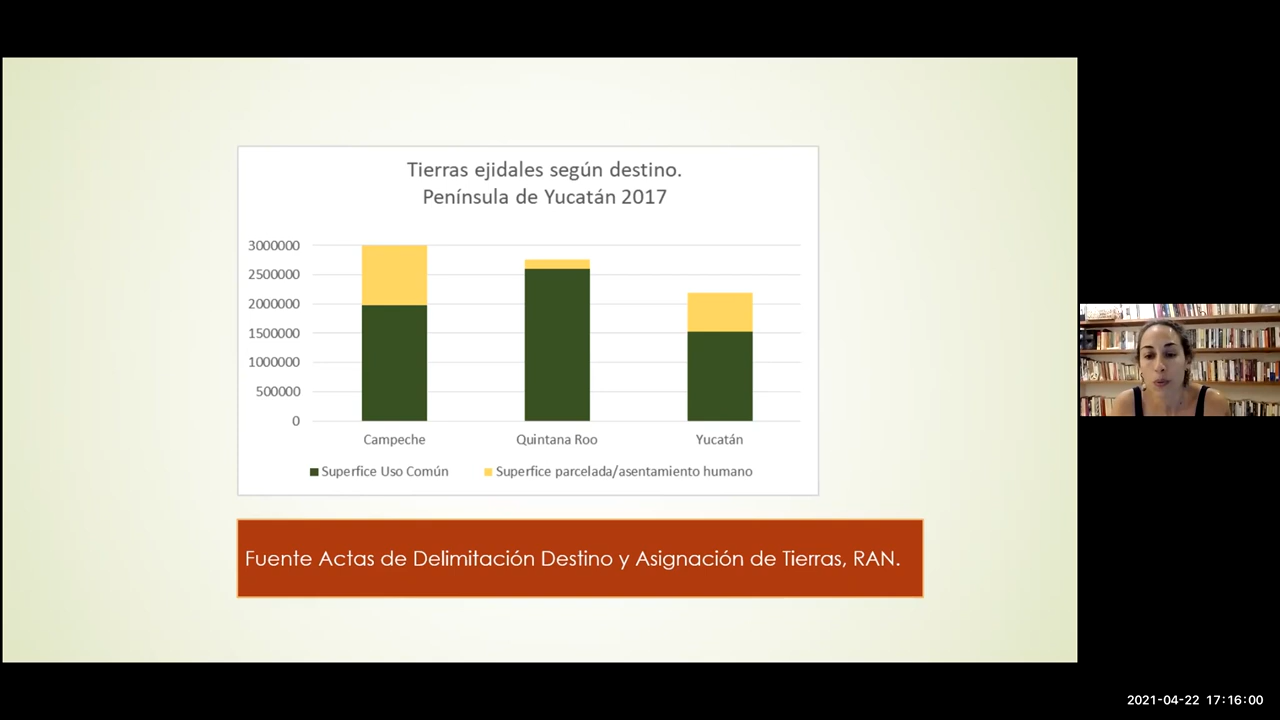 Tierras ejidales según destino.
Península de Yucatán 2017
3000000
2500000
2000000
1500000
1000000
500000
0
Campeche
Quintana Roo
Yucatán
Superfice Uso Común
Superfice parcelada/asentamiento humano
Fuente Actas de Delimitación Destino y Asignación de Tierras, RAN.
2021-04-22 17:16:00